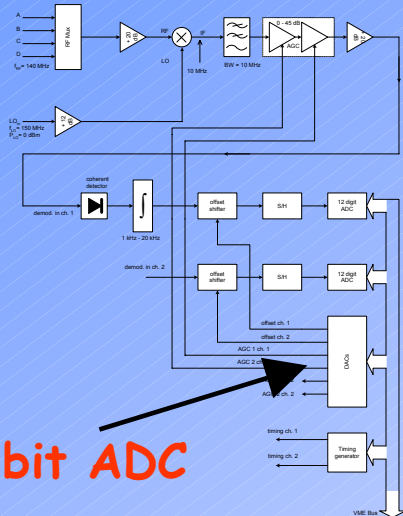 A
B
C
D
f_RF= 140 MHz
RF Mux
+ 20 dB
RF
LO
IF
10 MHz
BW = 10 MHz
0 - 45 dB
AGC
dB
LO_in
f_LO= 150 MHz
P_LO= 0 dBm
+ 12 dB
coherent
detector
demod. in ch. 1
∫
1 kHz - 20 kHz
offset
shifter
S/H
12 digit
ADC
demod. in ch. 2
offset
shifter
S/H
12 digit
ADC
offset ch. 1
offset ch. 2
AGC 1 ch. 1
AGC 2 ch.
ch. 2
DACs
bit ADC
timing ch. 1
timing ch. 2
Timing
generator
VME Bus